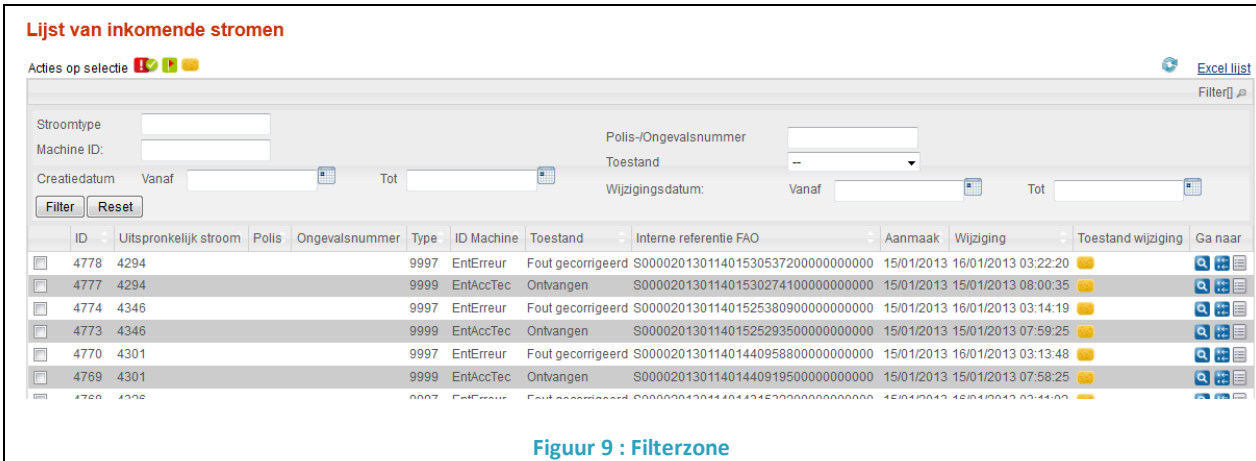 Lijst van inkomende stromen
Acties op selectie
Excel lijst
Filter[]
Stroomtype
Polis-/Ongevalsnummer
Machine ID:
Toestand --
Creatiedatum Vanaf Tot
Wijzigingsdatum: Vanaf Tot
Filter Reset
ID Uitspronkelijk stroom Polis Ongevalsnummer Type ID Machine Toestand Interne referentie FAO Aanmaak Wijziging Toestand wijziging Ga naar
4778 4294 9997 EntErreur Fout gecorrigeerd S000020130114015305372000000000000 15/01/2013 16/01/2013 03:22:20
4777 4294 9999 EntAccTec Ontvangen S000020130114015302741000000000000 15/01/2013 15/01/2013 08:00:35
4774 4346 9997 EntErreur Fout gecorrigeerd S000020130114015253809000000000000 15/01/2013 16/01/2013 03:14:19
4773 4346 9999 EntAccTec Ontvangen S000020130114015252935000000000000 15/01/2013 15/01/2013 07:59:25
4770 4301 9997 EntErreur Fout gecorrigeerd S000020130114014409588000000000000 15/01/2013 16/01/2013 03:13:48
4769 4301 9999 EntAccTec Ontvangen S000020130114014409195000000000000 15/01/2013 15/01/2013 07:58:25
Figuur 9 : Filterzone